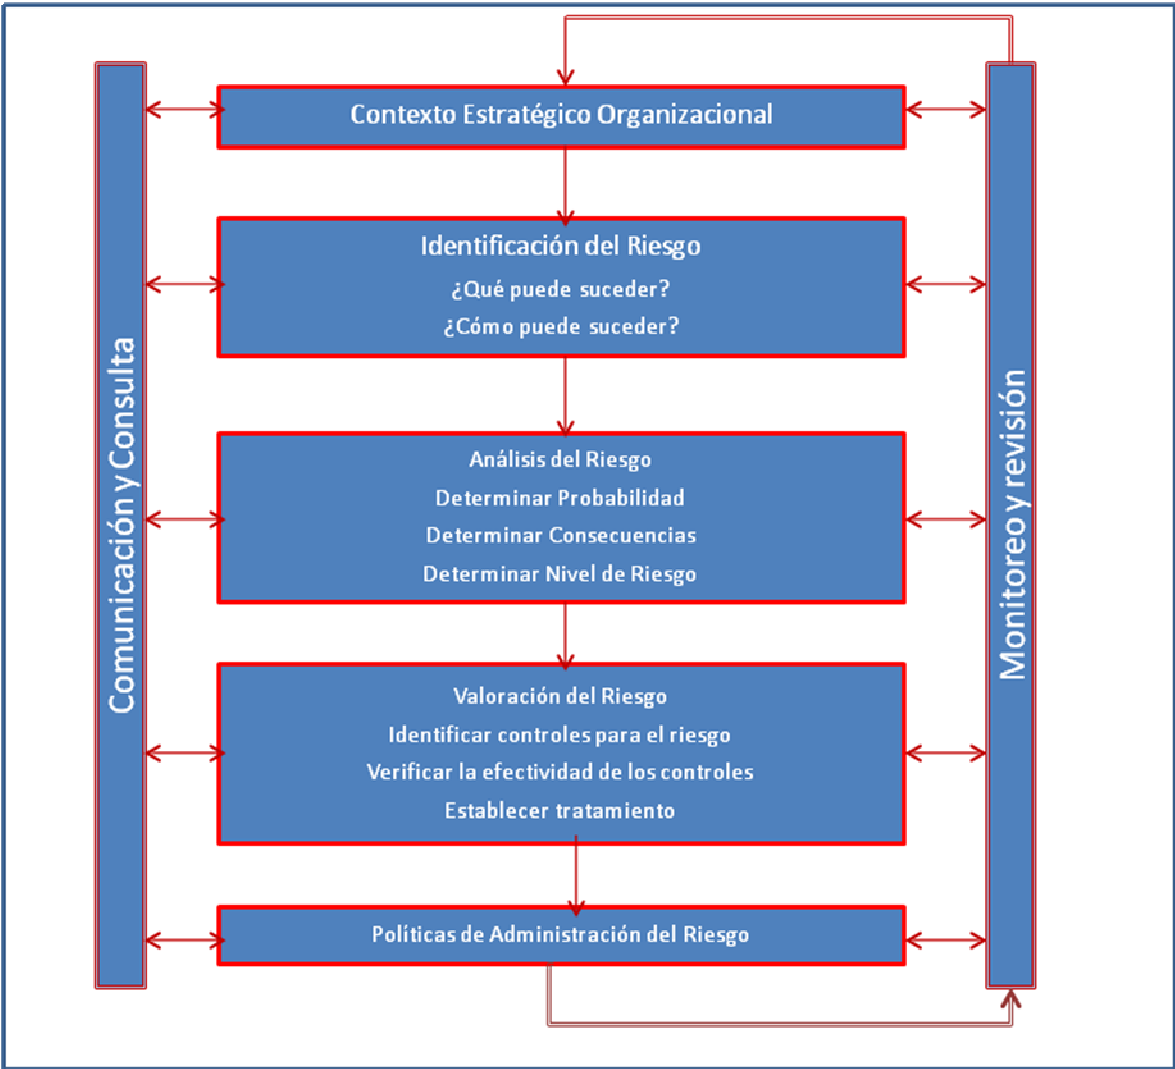 Contexto Estratégico Organizacional
Identificación del Riesgo
¿Qué puede suceder?
¿Cómo puede suceder?
Análisis del Riesgo
Determinar Probabilidad
Determinar Consecuencias
Determinar Nivel de Riesgo
Valoración del Riesgo
Identificar controles para el riesgo
Verificar la efectividad de los controles
Establecer tratamiento
Políticas de Administración del Riesgo
Comunicación y Consulta
Monitoreo y revisión